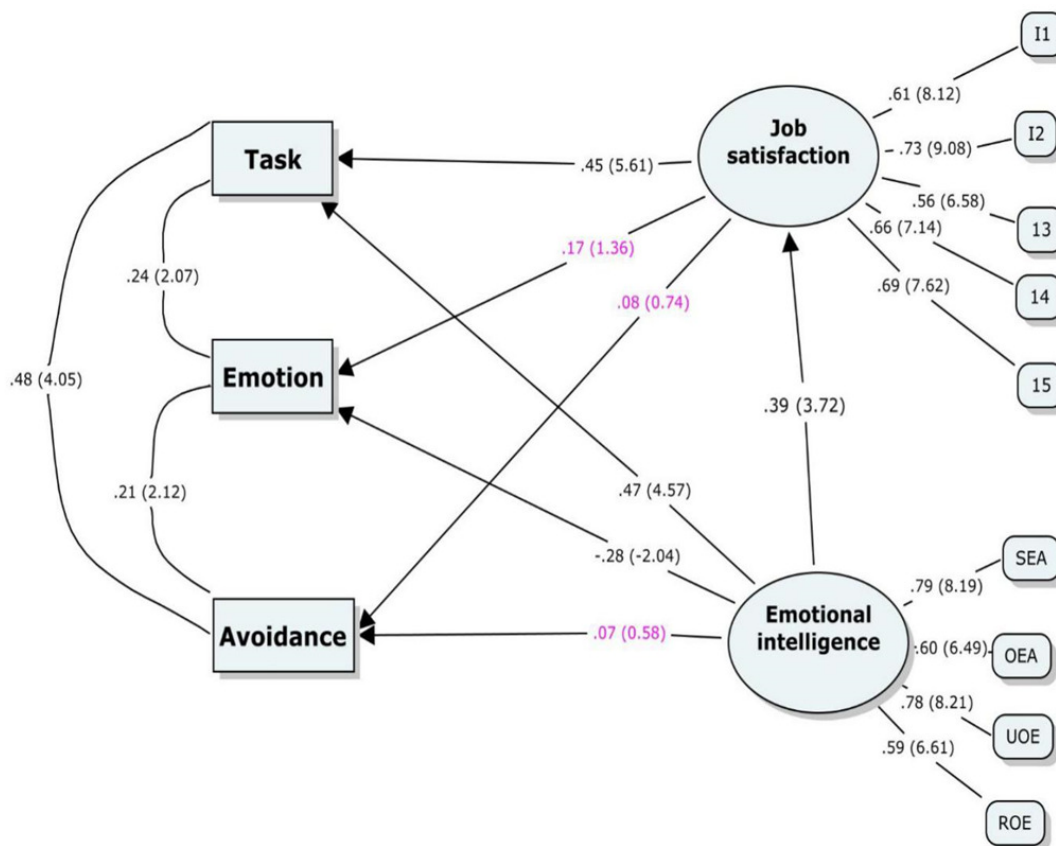 I1
.61 (8.12)
Job
satisfaction
I2
.73 (9.08)
Task
.45 (5.61)
.56 (6.58)
13
.66 (7.14)
.17 (1.36)
.24 (2.07)
.69 (7.62)
14
.08 (0.74)
Emotion
.48 (4.05)
15
.39 (3.72)
.21 (2.12)
.47 (4.57)
-.28 (-2.04)
SEA
.79 (8.19)
Avoidance
.07 (0.58)
Emotional
intelligence
.60 (6.49)
OEA
.78 (8.21)
UOE
.59 (6.61)
ROE